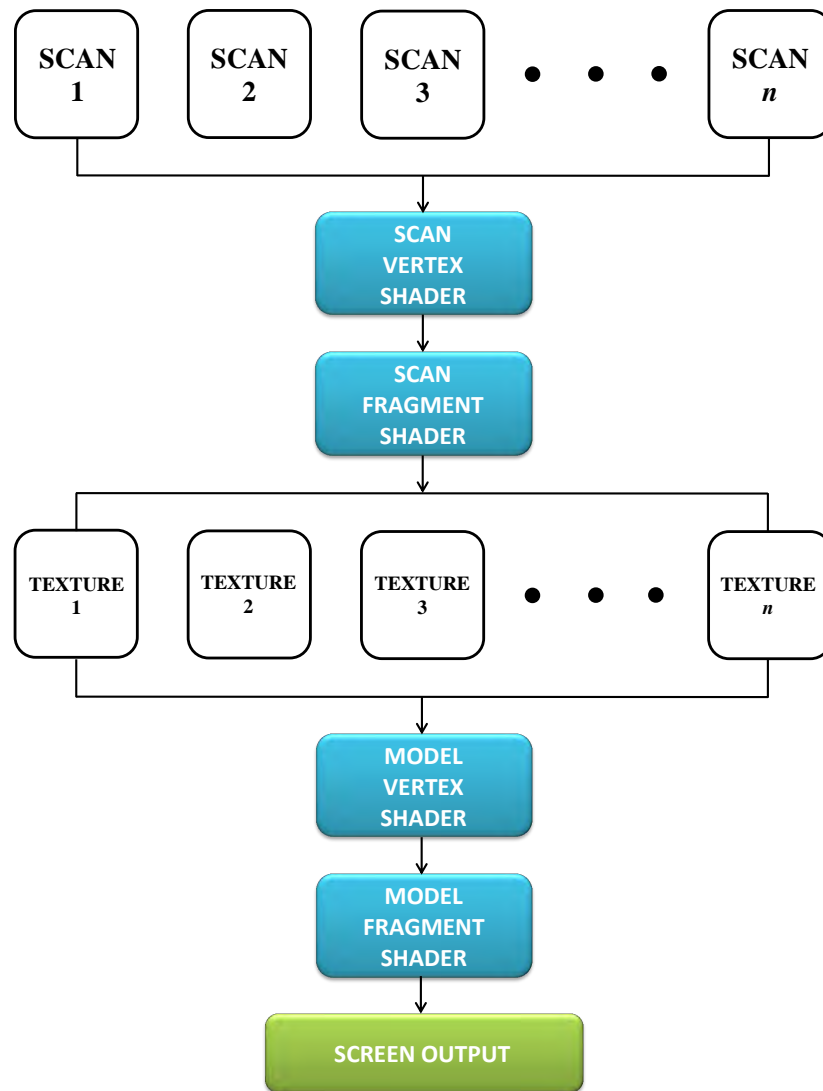 SCAN
1
SCAN
2
SCAN
3
SCAN
n
SCAN
VERTEX
SHADER
SCAN
FRAGMENT
SHADER
TEXTURE
1
TEXTURE
2
TEXTURE
3
TEXTURE
n
MODEL
VERTEX
SHADER
MODEL
FRAGMENT
SHADER
SCREEN OUTPUT